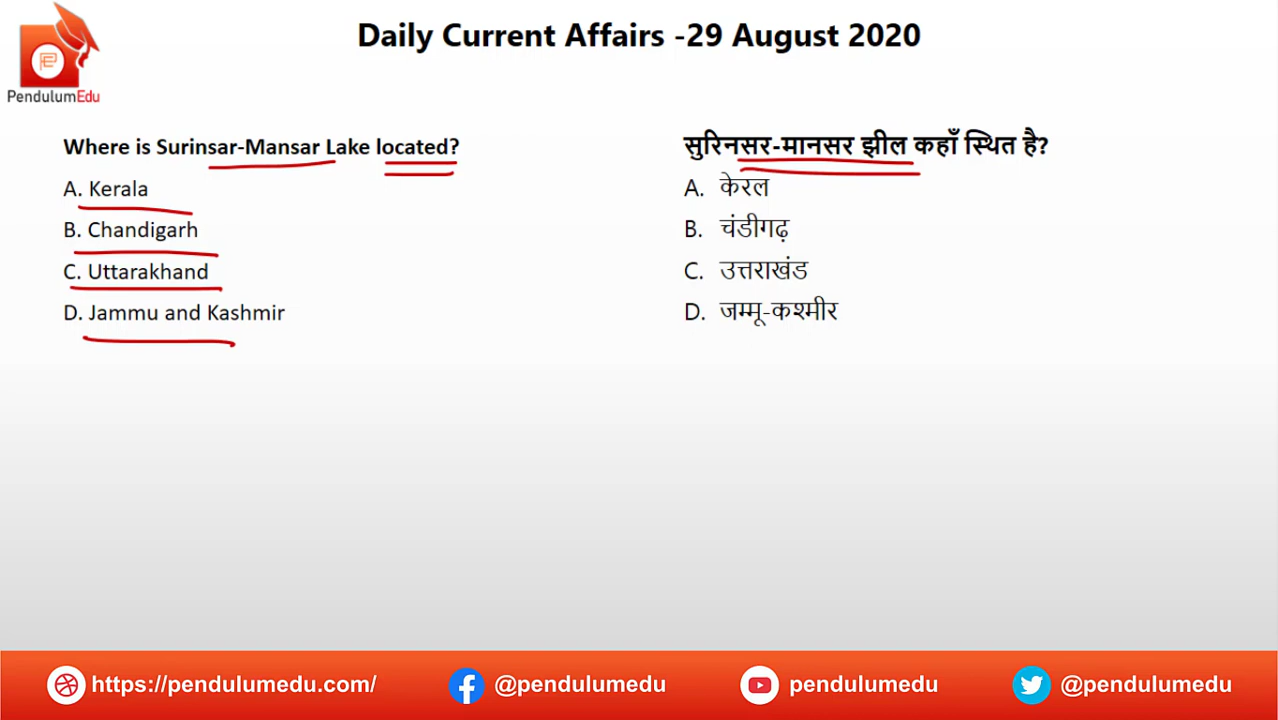 Daily Current Affairs -29 August 2020
PendulumEdu
Where is Surinsar-Mansar Lake located?
A. Kerala
B. Chandigarh
C. Uttarakhand
D. Jammu and Kashmir
सुरिनसर-मानसर झील कहाँ स्थित है?
A. केरल
B. चंडीगढ़
C. उत्तराखंड
D. जम्मू-कश्मीर
https://pendulumedu.com/
@pendulumedu
pendulumedu
@pendulumedu